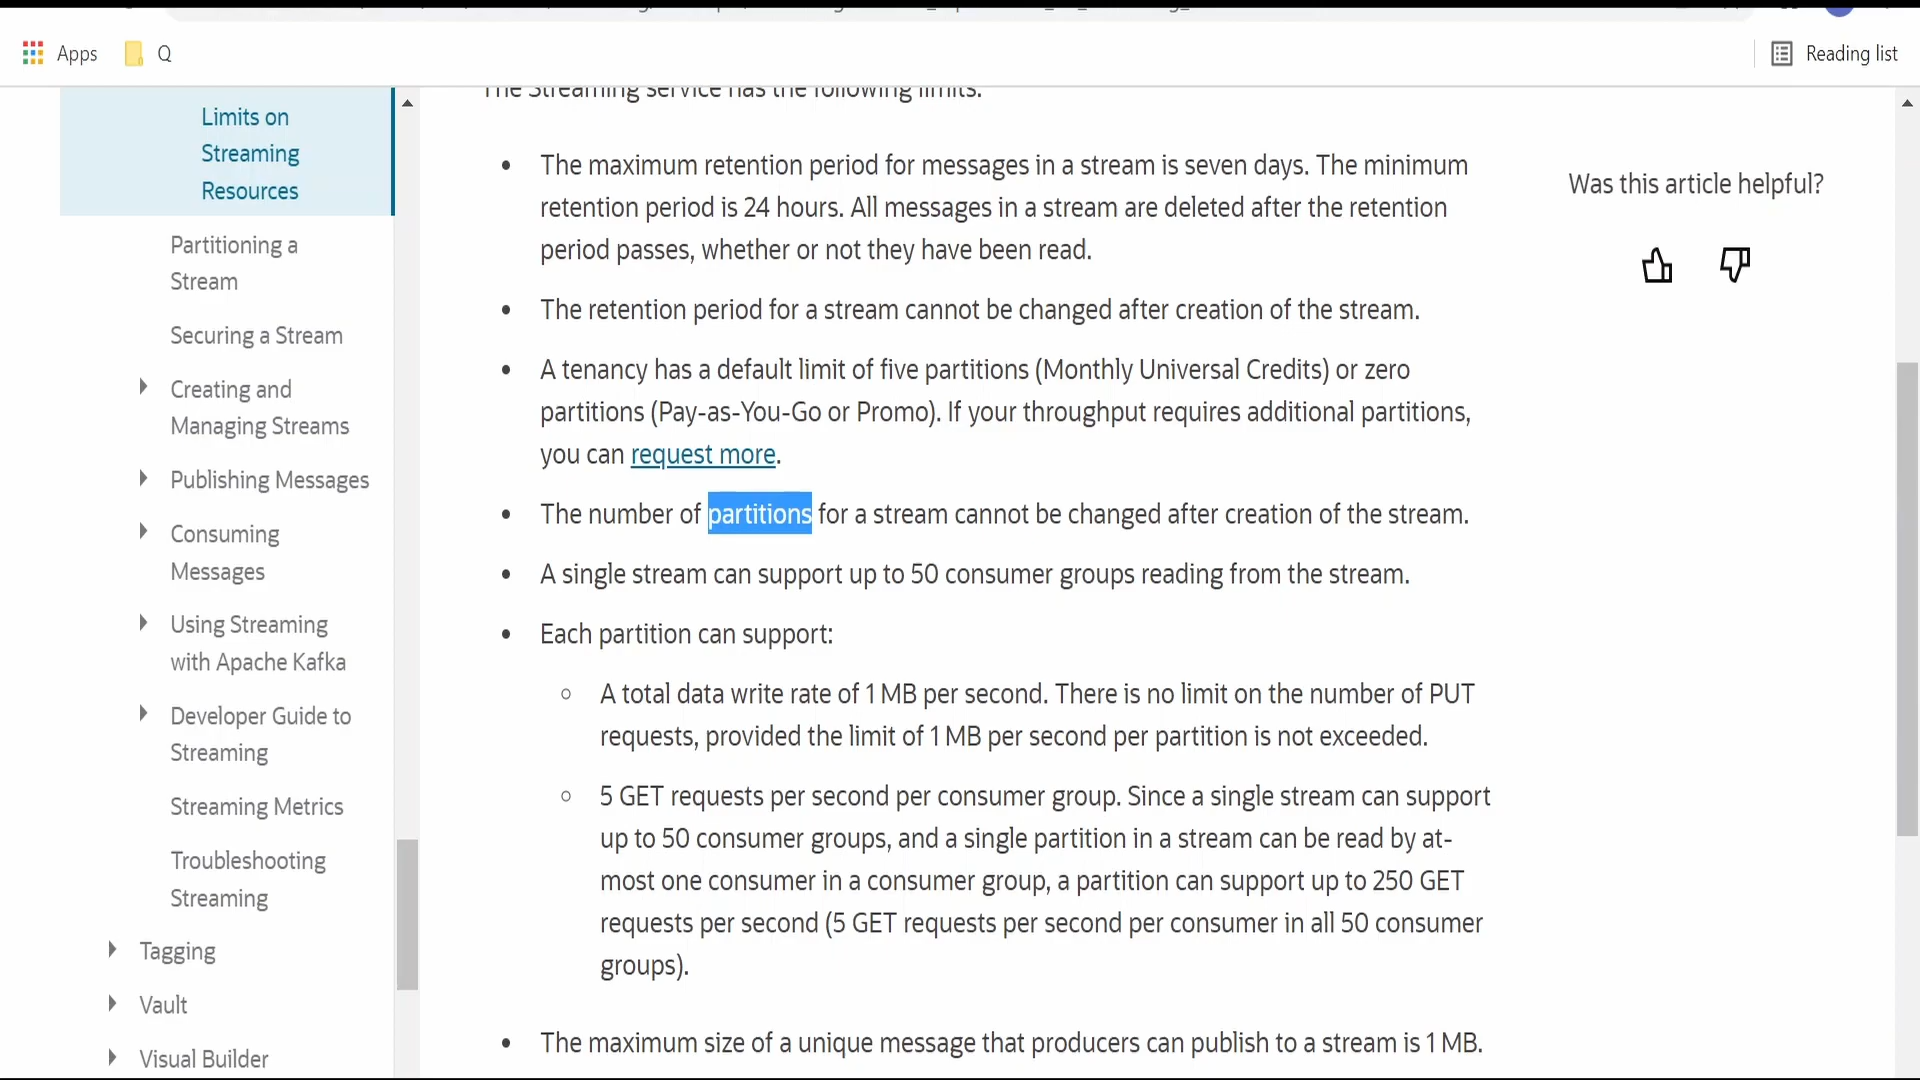 Apps
Q
Reading list
The Streaming service has the following limits.
Limits on
Streaming
Resources
Partitioning a
Stream
Securing a Stream
Creating and
Managing Streams
Publishing Messages
Consuming
Messages
Using Streaming
with Apache Kafka
Developer Guide to
Streaming
Streaming Metrics
Troubleshooting
Streaming
Tagging
Vault
Visual Builder
• The maximum retention period for messages in a stream is seven days. The minimum
retention period is 24 hours. All messages in a stream are deleted after the retention
period passes, whether or not they have been read.
• The retention period for a stream cannot be changed after creation of the stream.
• A tenancy has a default limit of five partitions (Monthly Universal Credits) or zero
partitions (Pay-as-You-Go or Promo). If your throughput requires additional partitions,
you can request more.
• The number of partitions for a stream cannot be changed after creation of the stream.
• A single stream can support up to 50 consumer groups reading from the stream.
• Each partition can support:
○ A total data write rate of 1 MB per second. There is no limit on the number of PUT
requests, provided the limit of 1 MB per second per partition is not exceeded.
○ 5 GET requests per second per consumer group. Since a single stream can support
up to 50 consumer groups, and a single partition in a stream can be read by at-
most one consumer in a consumer group, a partition can support up to 250 GET
requests per second (5 GET requests per second per consumer in all 50 consumer
groups).
• The maximum size of a unique message that producers can publish to a stream is 1 MB.
Was this article helpful?